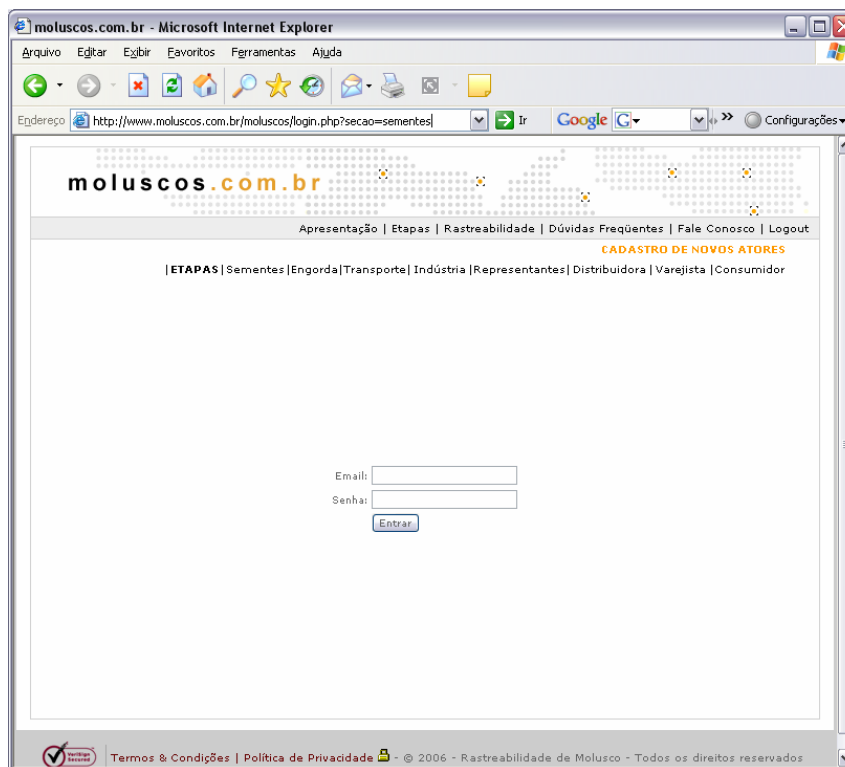 moluscos.com.br - Microsoft Internet Explorer
Arquivo Editar Exibir Favoritos Ferramentas Ajuda
Endereço http://www.moluscos.com.br/moluscos/login.php?secao=sementes Ir Google G Configurações
moluscos.com.br
Apresentação | Etapas | Rastreabilidade | Dúvidas Freqüentes | Fale Conosco | Logout
CADASTRO DE NOVOS ATORES
|ETAPAS|Sementes|Engorda|Transporte| Indústria |Representantes| Distribuidora | Varejista |Consumidor
Email:
Senha:
Entrar
VeriSign Secured Termos & Condições | Política de Privacidade - @ 2006 - Rastreabilidade de Molusco - Todos os direitos reservados